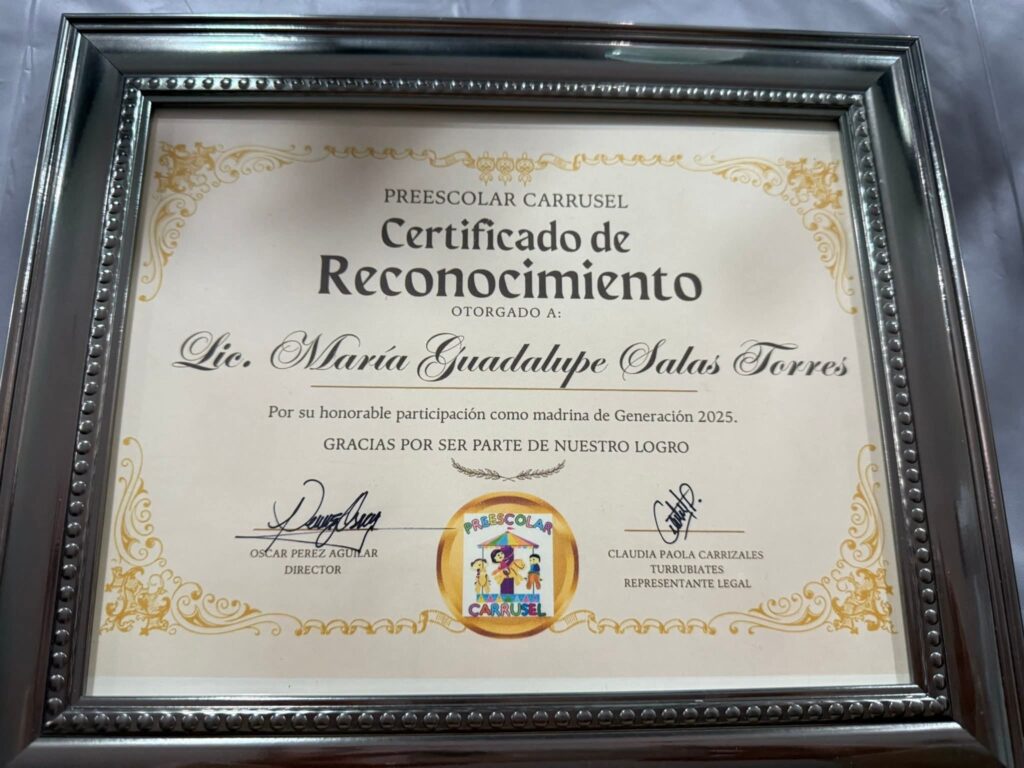 PREESCOLAR CARRUSEL
Certificado de
Reconocimiento
OTORGADO A:
Lic. María Guadalupe Salas Torres
Por su honorable participación como madrina de Generación 2025.
GRACIAS POR SER PARTE DE NUESTRO LOGRO
OSCAR PEREZ AGUILAR
DIRECTOR
PREESCOLAR
CARRUSEL
CLAUDIA PAOLA CARRIZALES
TURRUBIATES
REPRESENTANTE LEGAL